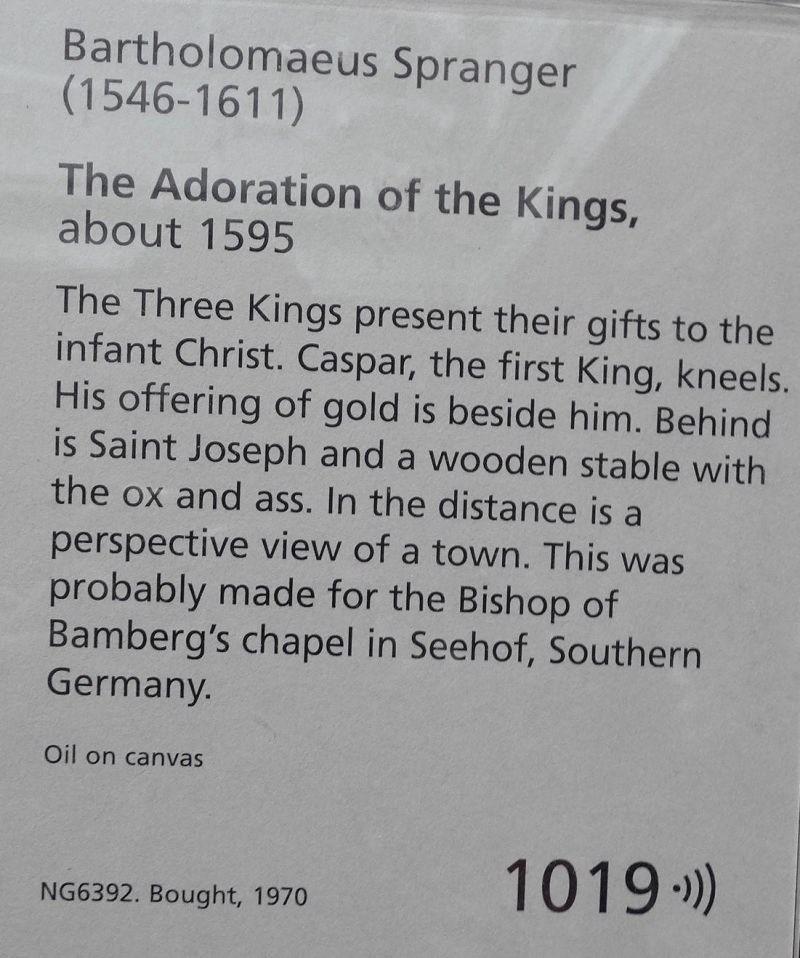 Bartholomaeus Spranger
(1546-1611)
The Adoration of the Kings,
about 1595
The Three Kings present their gifts to the
infant Christ. Caspar, the first King, kneels.
His offering of gold is beside him. Behind
is Saint Joseph and a wooden stable with
the ox and ass. In the distance is a
perspective view of a town. This was
probably made for the Bishop of
Bamberg’s chapel in Seehof, Southern
Germany.
Oil on canvas
NG6392. Bought, 1970
1019